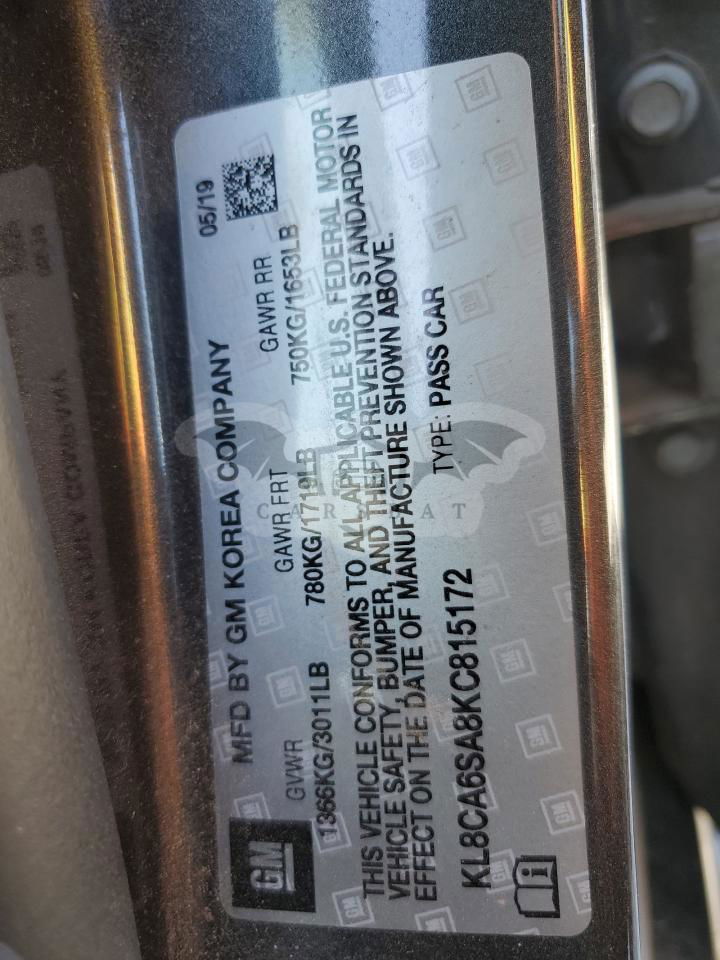 GM
MFD BY GM KOREA COMPANY 05/19
GVWR GAWR FRT GAWR RR
1366KG/3011LB 780KG/1719LB 750KG/1653LB
THIS VEHICLE CONFORMS TO ALL APPLICABLE U.S. FEDERAL MOTOR
VEHICLE SAFETY, BUMPER, AND THEFT PREVENTION STANDARDS IN
EFFECT ON THE DATE OF MANUFACTURE SHOWN ABOVE.
KL8CA6SA8KC815172 TYPE: PASS CAR
CARSBAT